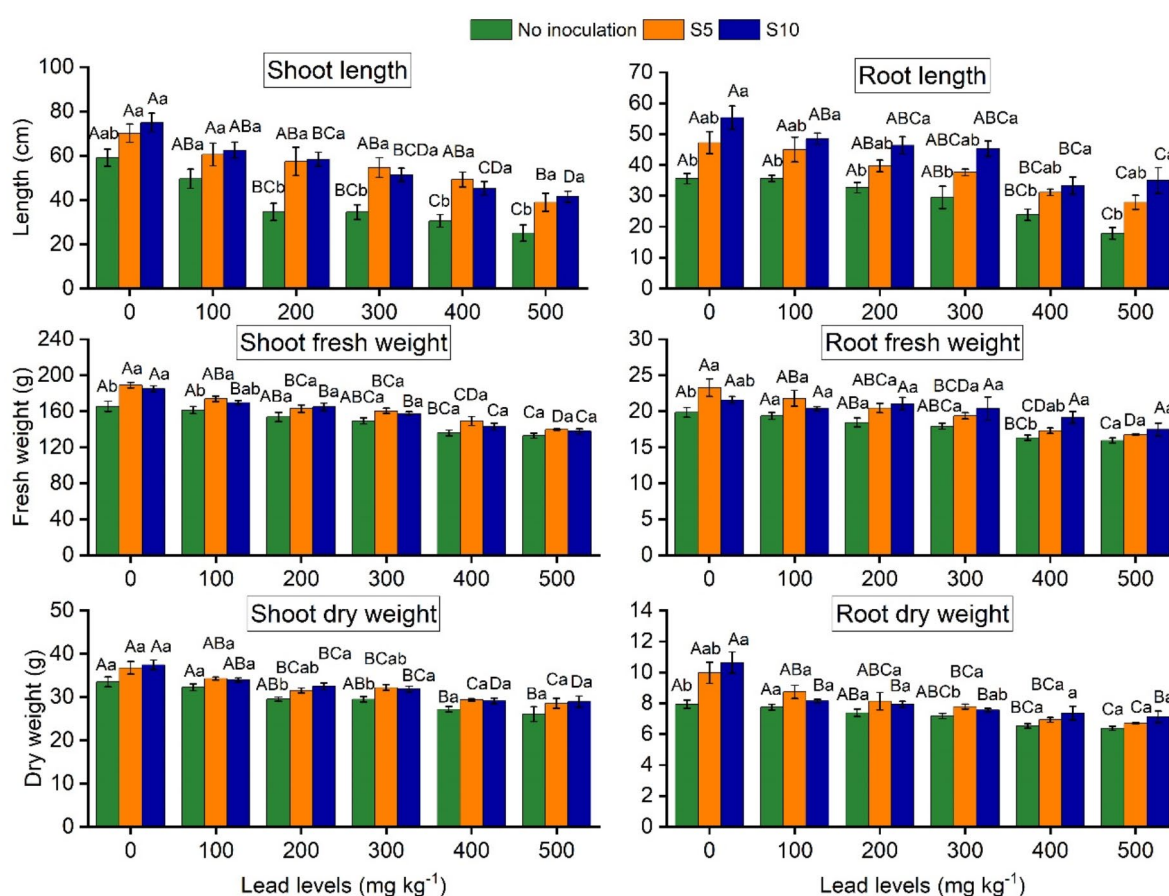 No inoculation S5 S10
Shoot length
Length (cm)
100
80
60
40
20
0
Aab Aa Aa
ABa Aa ABa
BCb ABa BCa
BCb ABa BCDa
Cb ABa CDa
Cb Ba Da
0 100 200 300 400 500
Root length
70
60
50
40
30
20
10
0
Ab Aab Aa
Ab Aab ABa
ABb ABab ABCa
ABb ABCab ABCa
BCb BCab BCa
Cb Cab Ca
0 100 200 300 400 500
Shoot fresh weight
Fresh weight (g)
240
200
160
120
80
40
0
Ab Aa Aa
Ab ABa Bab
ABa BCa Ba
ABCa BCa Ba
BCa CDa Ca
Ca Da Ca
0 100 200 300 400 500
Root fresh weight
30
25
20
15
10
5
0
Ab Aa Aab
Aa ABa Aa
ABa ABCa Aa
ABCa BCDa Aa
BCb CDab Aa
Ca Da Aa
0 100 200 300 400 500
Shoot dry weight
Dry weight (g)
50
40
30
20
10
0
Aa Aa Aa
Aa ABa ABa
ABb BCab BCa
ABb BCab BCa
Ba Ca Da
Ba Ca Da
0 100 200 300 400 500
Lead levels (mg kg⁻¹)
Root dry weight
14
12
10
8
6
4
2
0
Ab Aab Aa
Aa ABa Ba
ABa ABCa Ba
ABCb BCa Bab
BCa BCa a
Ca Ca Ba
0 100 200 300 400 500
Lead levels (mg kg⁻¹)